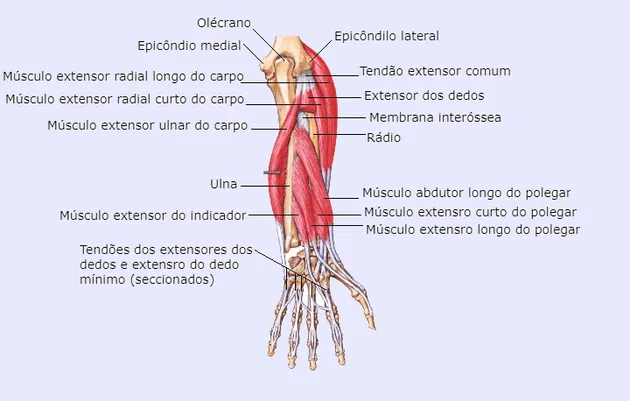 Olécrano
Epicôndio medial
Epicôndilo lateral
Músculo extensor radial longo do carpo
Tendão extensor comum
Músculo extensor radial curto do carpo
Extensor dos dedos
Músculo extensor ulnar do carpo
Membrana interóssea
Rádio
Ulna
Músculo abdutor longo do polegar
Músculo extensor do indicador
Músculo extensro curto do polegar
Músculo extensro longo do polegar
Tendões dos extensores dos
dedos e extensro do dedo
mínimo (seccionados)